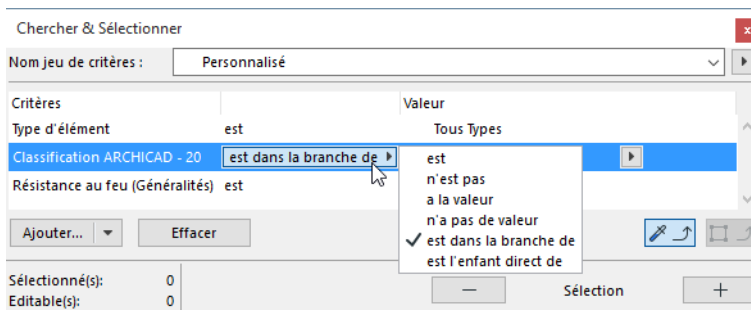 Chercher & Sélectionner
x
Nom jeu de critères : Personnalisé
Critères Valeur
Type d'élément est Tous Types
Classification ARCHICAD - 20 est dans la branche de
Résistance au feu (Généralités) est
est
n'est pas
a la valeur
n'a pas de valeur
est dans la branche de
est l'enfant direct de
Ajouter... Effacer
Sélectionné(s): 0
Editable(s): 0
— Sélection +